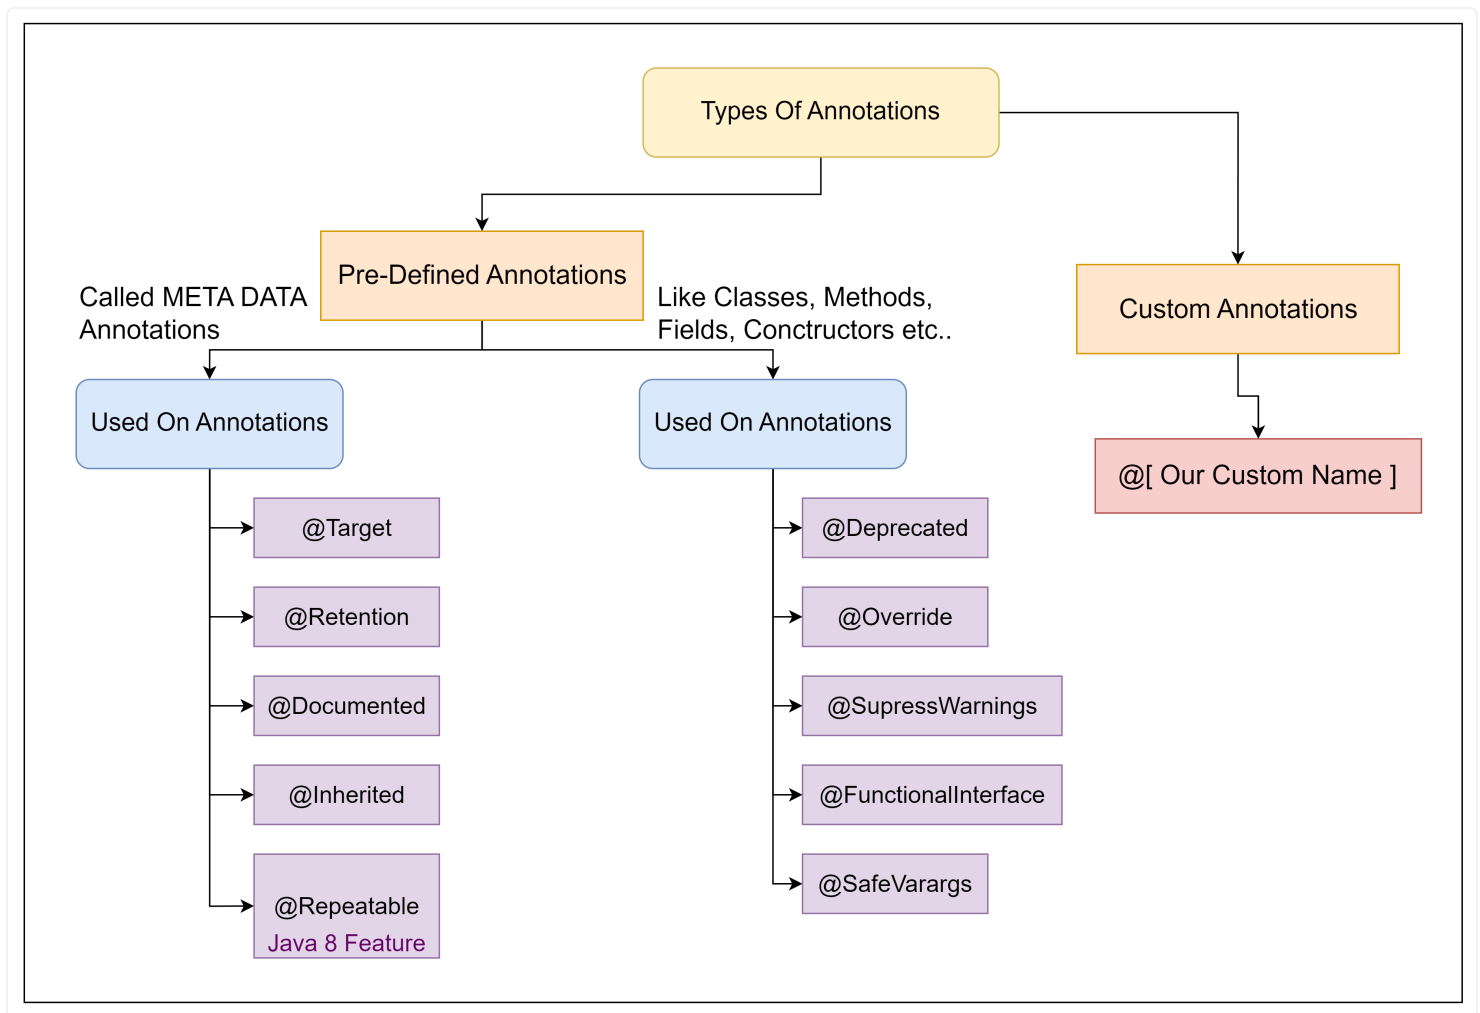 Types Of Annotations
Pre-Defined Annotations
Called META DATA
Annotations
Like Classes, Methods,
Fields, Conctructors etc..
Custom Annotations
Used On Annotations
Used On Annotations
@[ Our Custom Name ]
@Target
@Retention
@Documented
@Inherited
@Repeatable
Java 8 Feature
@Deprecated
@Override
@SupressWarnings
@FunctionalInterface
@SafeVarargs